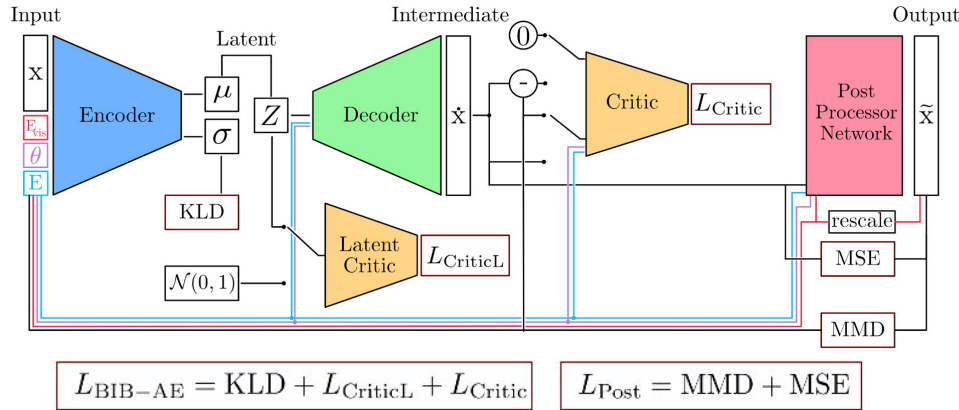 Input
Intermediate
Output
Latent
x
E_vis
θ
E
Encoder
μ
σ
KLD
Z
Decoder
ẋ
0
-
Critic
L_Critic
Post
Processor
Network
x̃
rescale
MSE
MMD
Latent
Critic
L_CriticL
𝒩(0,1)
L_BIB−AE = KLD + L_CriticL + L_Critic
L_Post = MMD + MSE